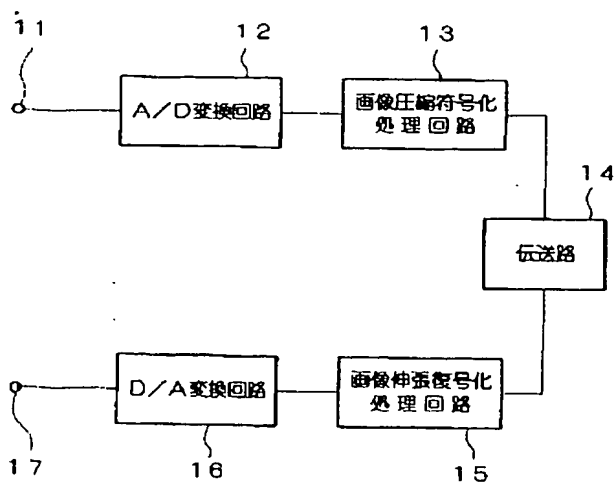 11
12
13
A／D変換回路
画像圧縮符号化
処理回路
14
伝送路
D／A変換回路
画像伸張復号化
処理回路
17
16
15